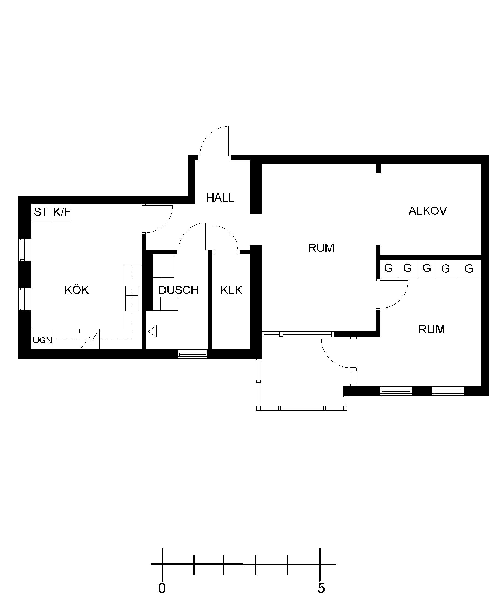 HALL
ST K/F
ALKOV
RUM
G G G G G
KÖK
DUSCH
KLK
RUM
UGN
0 5